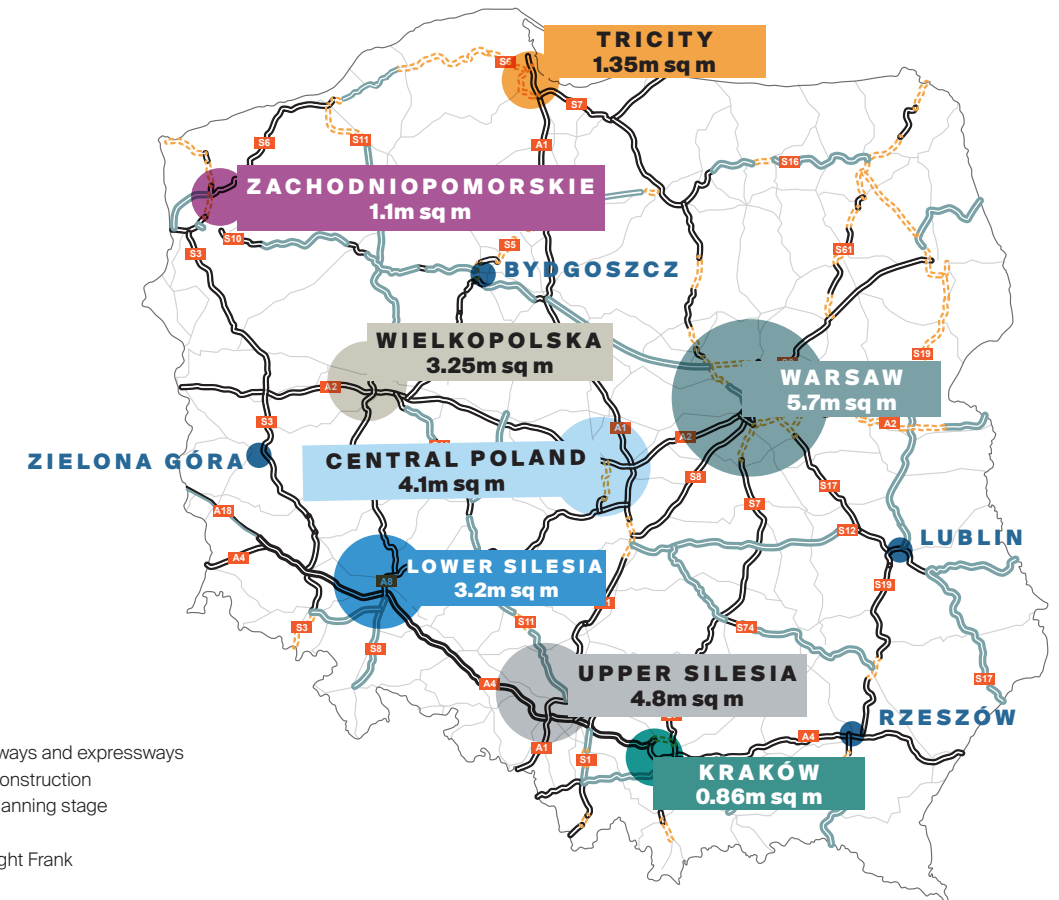 TRICITY
1.35m sq m
S6
S7
S6
S11
A1
S16
ZACHODNIOPOMORSKIE
1.1m sq m
S10
S5
S3
S61
BYDGOSZCZ
WIELKOPOLSKA
3.25m sq m
S19
WARSAW
5.7m sq m
A2
S3
A1
A2
A2
ZIELONA GÓRA
CENTRAL POLAND
4.1m sq m
S8
S17
S7
A18
S12
LUBLIN
A4
LOWER SILESIA
3.2m sq m
A8
S19
S3
S11
S74
S8
UPPER SILESIA
4.8m sq m
A4
S17
RZESZÓW
A1
S1
A4
KRAKÓW
0.86m sq m
ways and expressways
onstruction
anning stage
ght Frank